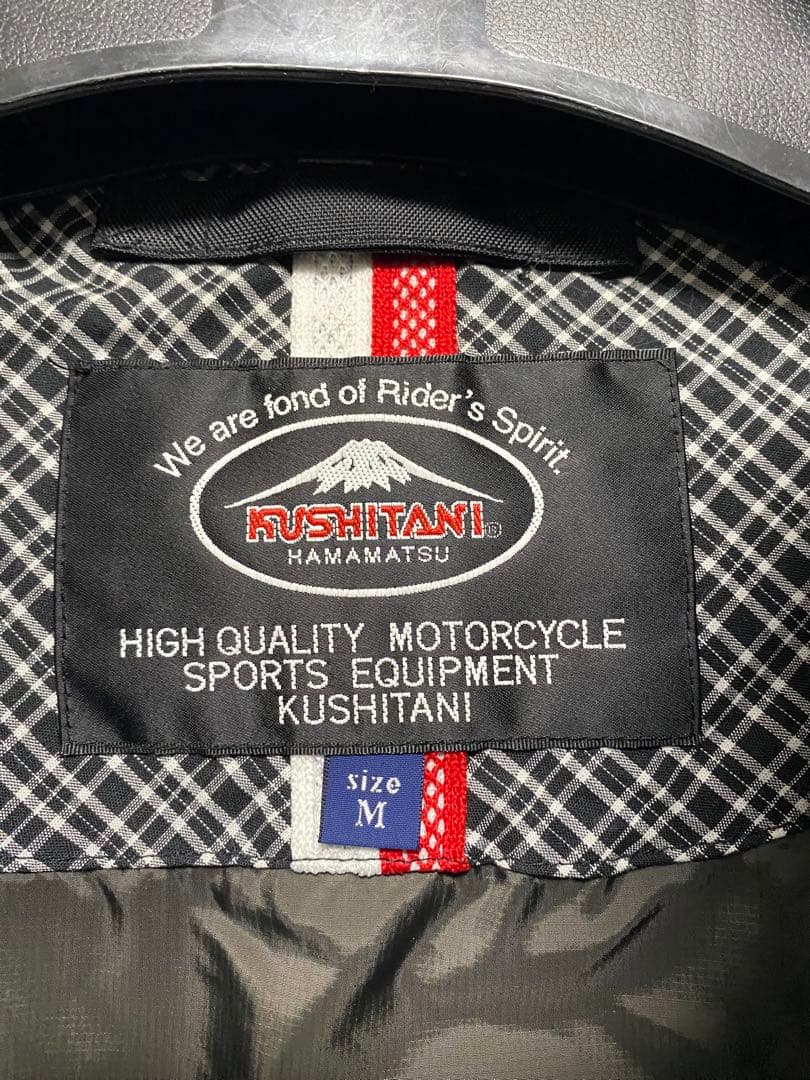 We are fond of Rider's Spirit.
KUSHITANI®
HAMAMATSU
HIGH QUALITY MOTORCYCLE
SPORTS EQUIPMENT
KUSHITANI
size
M